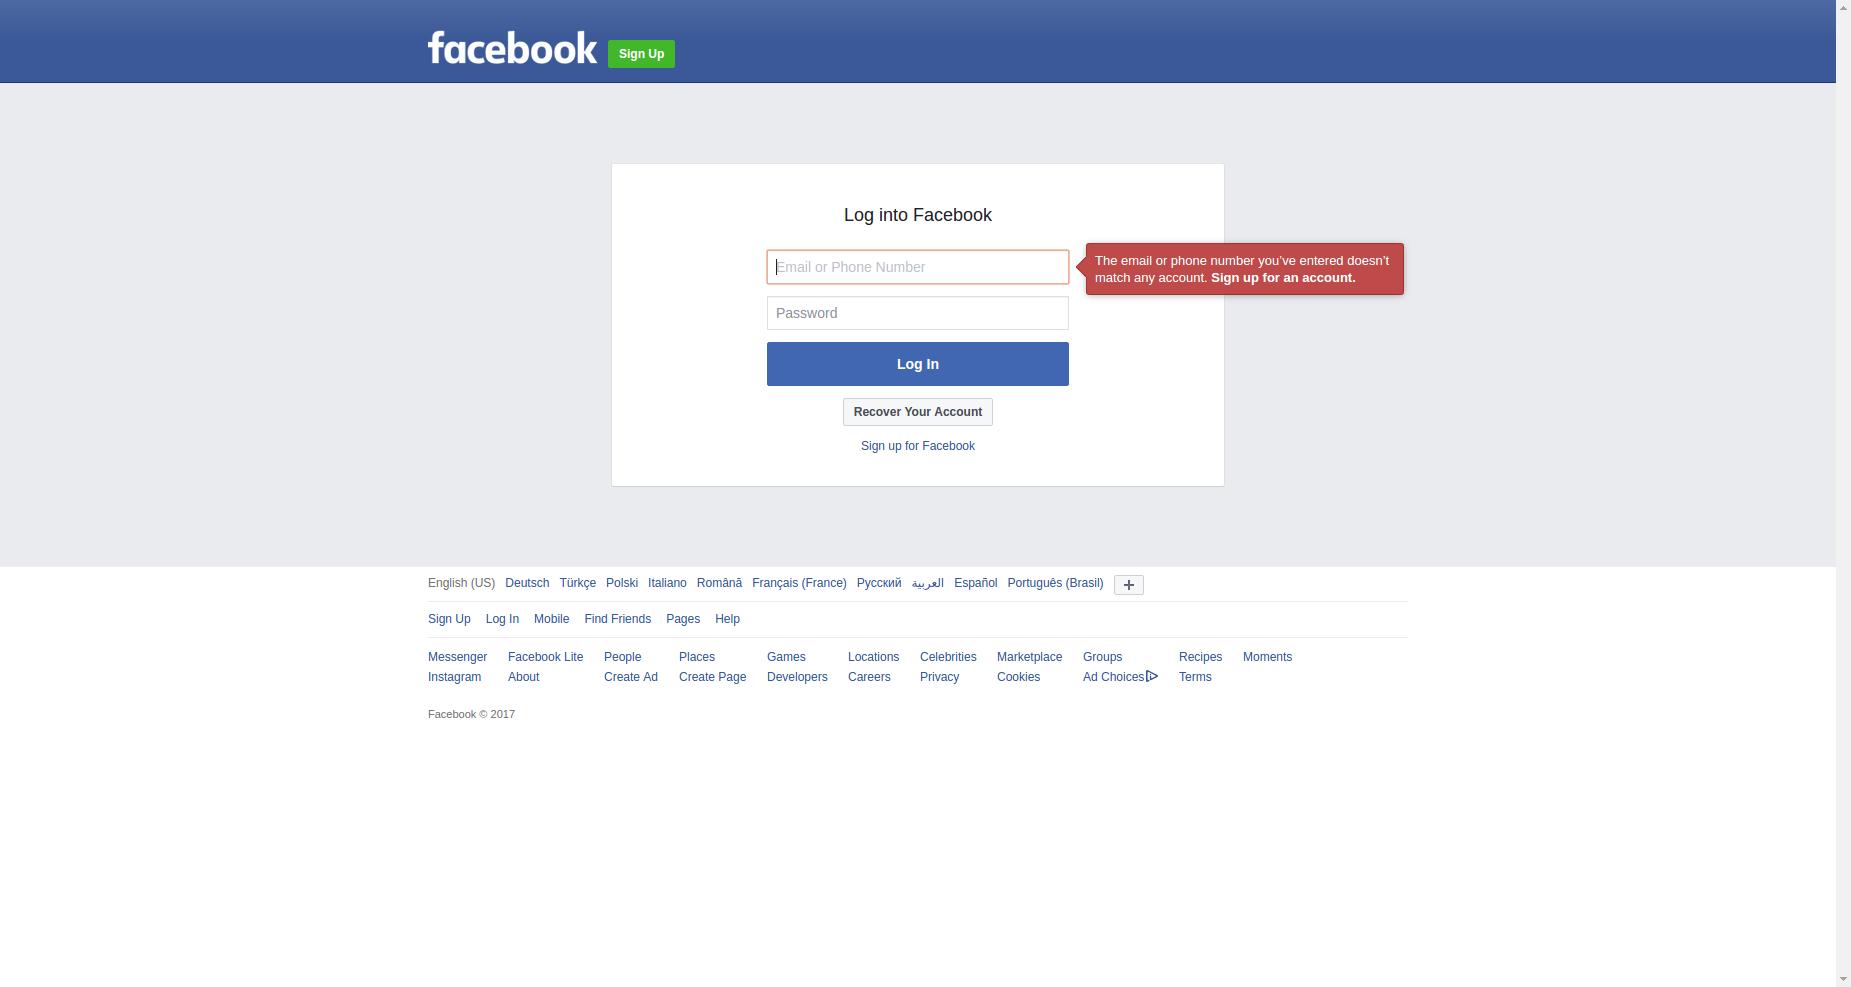 facebook Sign Up
Log into Facebook
Email or Phone Number
The email or phone number you’ve entered doesn’t
match any account. Sign up for an account.
Password
Log In
Recover Your Account
Sign up for Facebook
English (US) Deutsch Türkçe Polski Italiano Română Français (France) Русский العربية Español Português (Brasil) +
Sign Up Log In Mobile Find Friends Pages Help
Messenger Facebook Lite People Places Games Locations Celebrities Marketplace Groups Recipes Moments
Instagram About Create Ad Create Page Developers Careers Privacy Cookies Ad Choices Terms
Facebook © 2017